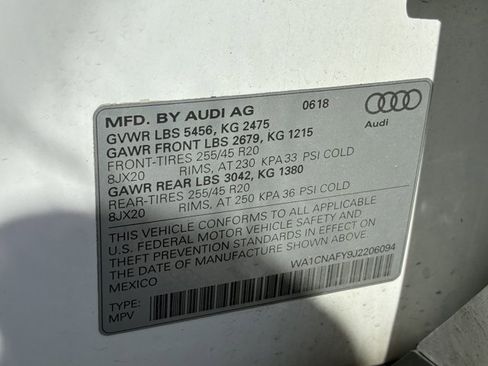 MFD. BY AUDI AG 0618
GVWR LBS 5456, KG 2475
GAWR FRONT LBS 2679, KG 1215
FRONT-TIRES 255/45 R20
8JX20 RIMS, AT 230 KPA 33 PSI COLD
GAWR REAR LBS 3042, KG 1380
REAR-TIRES 255/45 R20
8JX20 RIMS, AT 250 KPA 36 PSI COLD
Audi
THIS VEHICLE CONFORMS TO ALL APPLICABLE
U.S. FEDERAL MOTOR VEHICLE SAFETY AND
THEFT PREVENTION STANDARDS IN EFFECT ON
THE DATE OF MANUFACTURE SHOWN ABOVE
MEXICO WA1CNAFY9J2206094
TYPE:
MPV